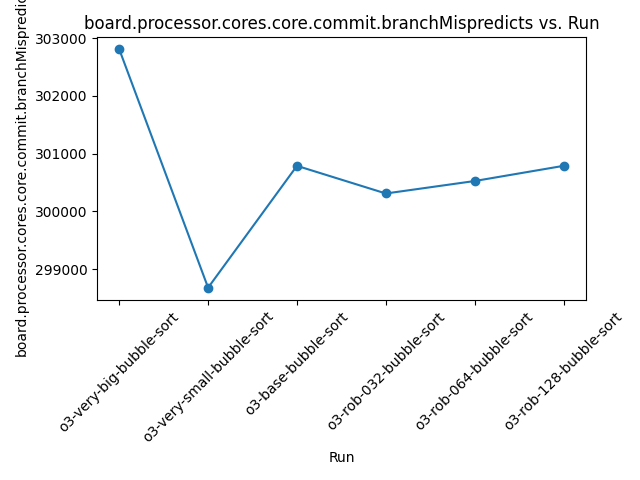 board.processor.cores.core.commit.branchMispredicts vs. Run
board.processor.cores.core.commit.branchMispredic
303000
302000
301000
300000
299000
o3-very-big-bubble-sort
o3-very-small-bubble-sort
o3-base-bubble-sort
o3-rob-032-bubble-sort
o3-rob-064-bubble-sort
o3-rob-128-bubble-sort
Run